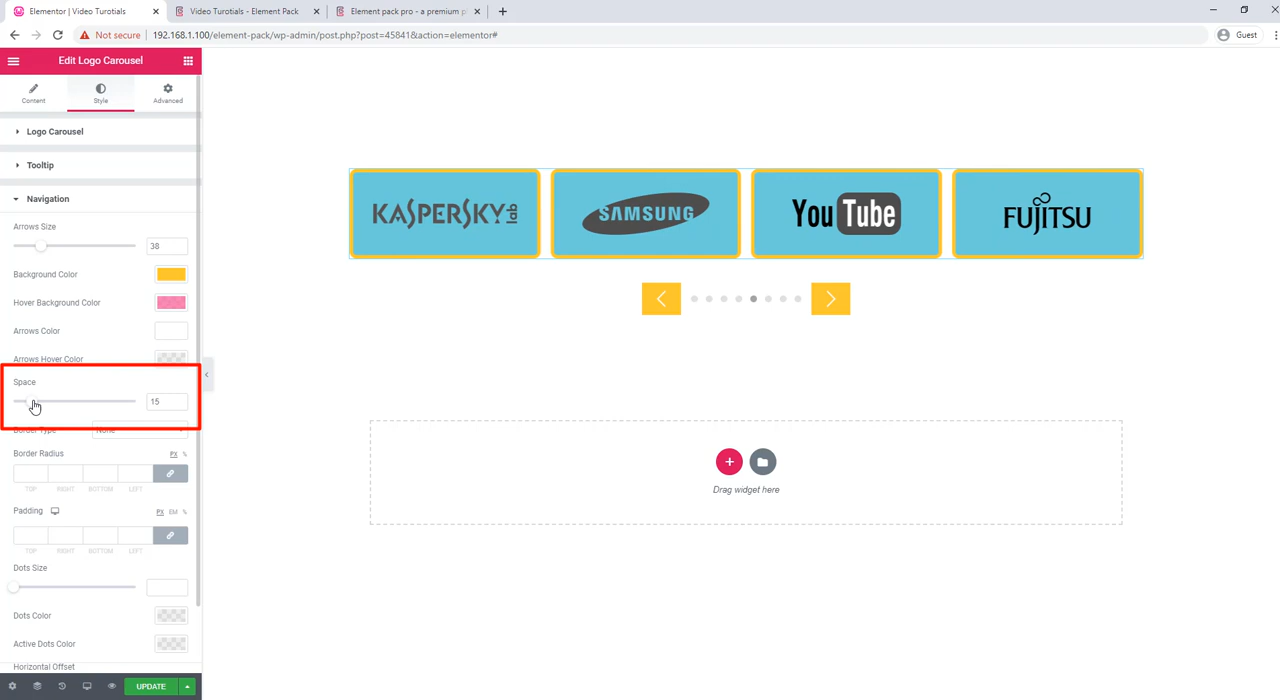 Elementor | Video Turotials
Video Turotials - Element Pack
Element pack pro - a premium p
Not secure
192.168.1.100/element-pack/wp-admin/post.php?post=45841&action=elementor#
Guest
Edit Logo Carousel
Content
Style
Advanced
Logo Carousel
Tooltip
Navigation
Arrows Size
38
Background Color
Hover Background Color
Arrows Color
Arrows Hover Color
Space
15
Border Type
None
Border Radius
PX %
TOP RIGHT BOTTOM LEFT
Padding
PX EM %
TOP RIGHT BOTTOM LEFT
Dots Size
Dots Color
Active Dots Color
Horizontal Offset
UPDATE
KASPERSKY lab
SAMSUNG
You Tube
FUJITSU
Drag widget here